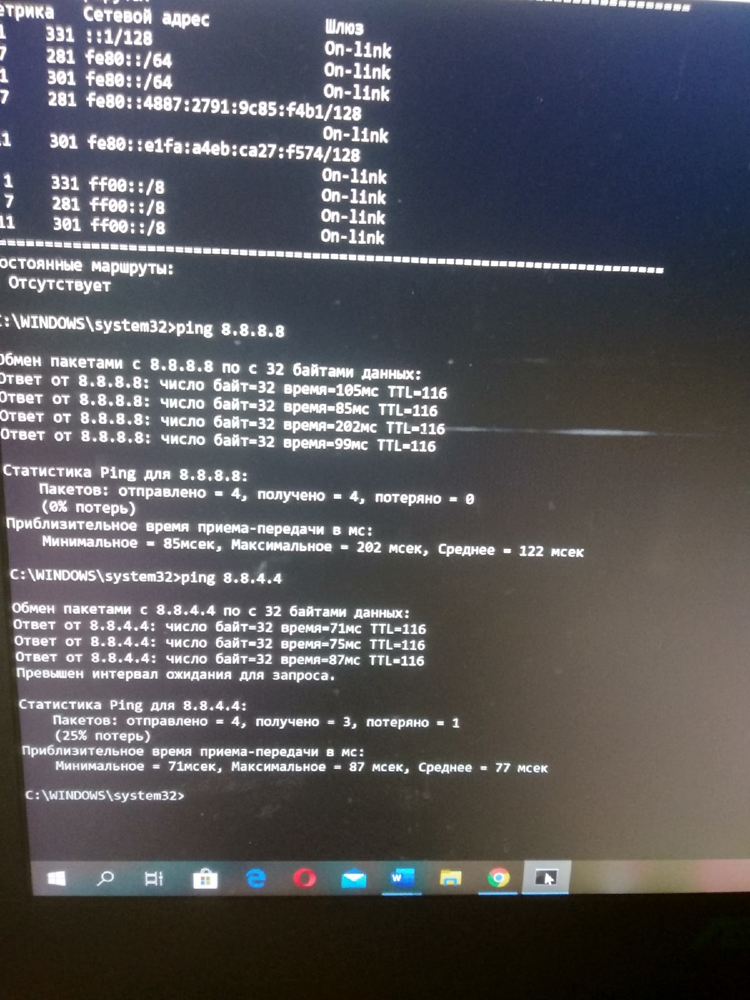 етрика Сетевой адрес Шлюз
1 331 ::1/128 On-link
7 281 fe80::/64 On-link
1 301 fe80::/64 On-link
7 281 fe80::4887:2791:9c85:f4b1/128
On-link
11 301 fe80::e1fa:a4eb:ca27:f574/128
On-link
1 331 ff00::/8 On-link
7 281 ff00::/8 On-link
11 301 ff00::/8 On-link
===========================================================================
остоянные маршруты:
Отсутствует
C:\WINDOWS\system32>ping 8.8.8.8
Обмен пакетами с 8.8.8.8 по с 32 байтами данных:
Ответ от 8.8.8.8: число байт=32 время=105мс TTL=116
Ответ от 8.8.8.8: число байт=32 время=85мс TTL=116
Ответ от 8.8.8.8: число байт=32 время=202мс TTL=116
Ответ от 8.8.8.8: число байт=32 время=99мс TTL=116
Статистика Ping для 8.8.8.8:
Пакетов: отправлено = 4, получено = 4, потеряно = 0
(0% потерь)
Приблизительное время приема-передачи в мс:
Минимальное = 85мсек, Максимальное = 202 мсек, Среднее = 122 мсек
C:\WINDOWS\system32>ping 8.8.4.4
Обмен пакетами с 8.8.4.4 по с 32 байтами данных:
Ответ от 8.8.4.4: число байт=32 время=71мс TTL=116
Ответ от 8.8.4.4: число байт=32 время=75мс TTL=116
Ответ от 8.8.4.4: число байт=32 время=87мс TTL=116
Превышен интервал ожидания для запроса.
Статистика Ping для 8.8.4.4:
Пакетов: отправлено = 4, получено = 3, потеряно = 1
(25% потерь)
Приблизительное время приема-передачи в мс:
Минимальное = 71мсек, Максимальное = 87 мсек, Среднее = 77 мсек
C:\WINDOWS\system32>
W